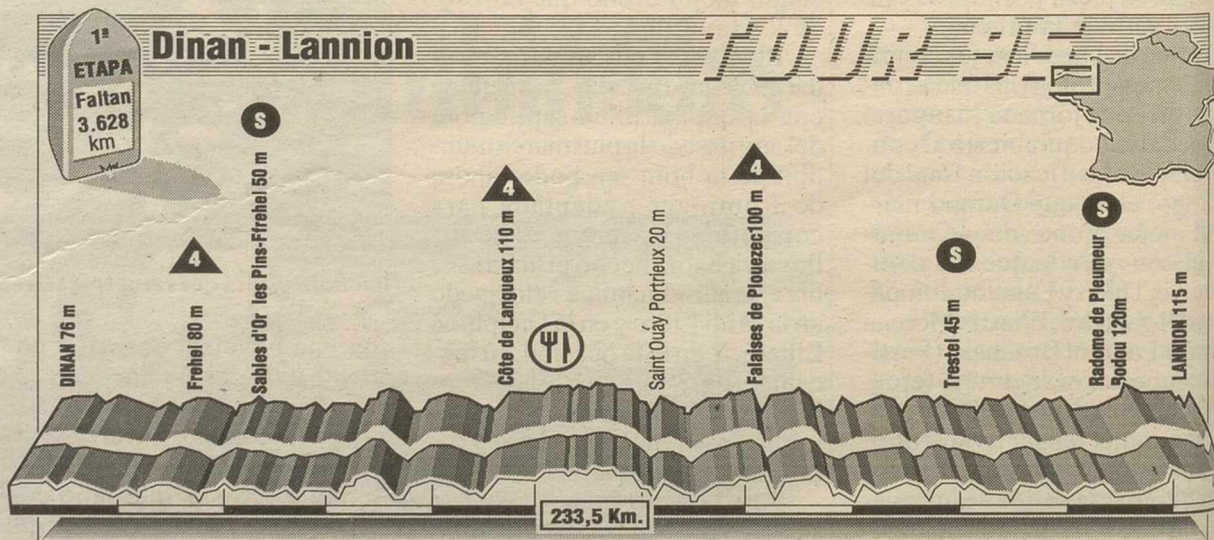 1ª
ETAPA
Faltan
3.628
km
Dinan - Lannion
TOUR 95
DINAN 76 m
4
Frehel 80 m
S
Sables d'Or les Pins-Ffrehel 50 m
4
Côte de Langueux 110 m
Saint Quay Portrieux 20 m
4
Falaises de Plouezec100 m
S
Trestel 45 m
S
Radome de Pleumeur
Bodou 120m
LANNION 115 m
233,5 Km.